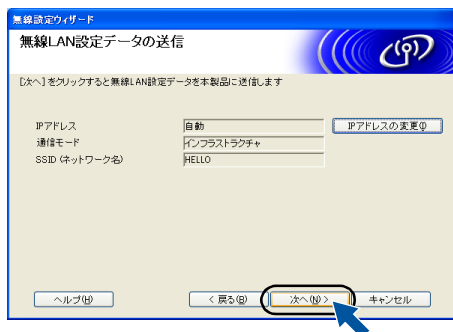 無線設定ウィザード
無線LAN設定データの送信
[次へ]をクリックすると無線LAN設定データを本製品に送信します
IPアドレス 自動 IPアドレスの変更(I)
通信モード インフラストラクチャ
SSID (ネットワーク名) HELLO
ヘルプ(H) < 戻る(B) 次へ(N) > キャンセル